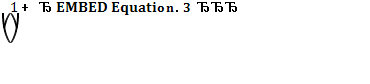 1+ Ђ EMBED Equation. 3 ЂЂЂ
()